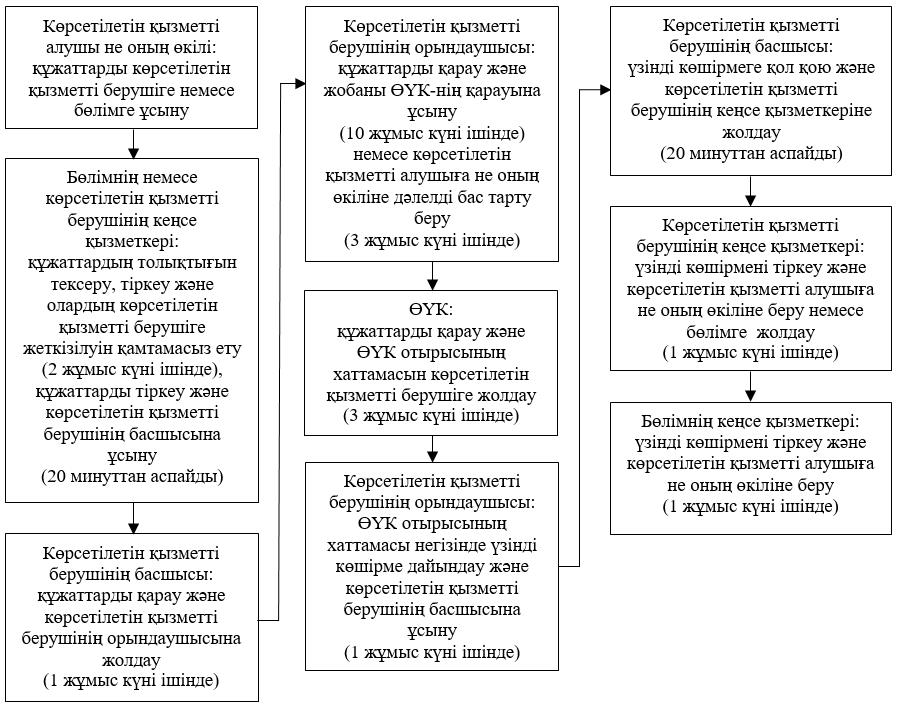 Көрсетілетін қызметті
алушы не оның өкілі:
құжаттарды көрсетілетін
қызметті берушіге немесе
бөлімге ұсыну
Бөлімнің немесе
көрсетілетін қызметті
берушінің кеңсе
қызметкері:
құжаттардың толықтығын
тексеру, тіркеу және
олардың көрсетілетін
қызметті берушіге
жеткізілуін қамтамасыз ету
(2 жұмыс күні ішінде),
құжаттарды тіркеу және
көрсетілетін қызметті
берушінің басшысына
ұсыну
(20 минуттан аспайды)
Көрсетілетін қызметті
берушінің басшысы:
құжаттарды қарау және
көрсетілетін қызметті
берушінің орындаушысына
жолдау
(1 жұмыс күні ішінде)
Көрсетілетін қызметті
берушінің орындаушысы:
құжаттарды қарау және
жобаны ӨҮК-нің қарауына
ұсыну
(10 жұмыс күні ішінде)
немесе көрсетілетін
қызметті алушыға не оның
өкіліне дәлелді бас тарту
беру
(3 жұмыс күні ішінде)
ӨҮК:
құжаттарды қарау және
ӨҮК отырысының
хаттамасын көрсетілетін
қызметті берушіге жолдау
(3 жұмыс күні ішінде)
Көрсетілетін қызметті
берушінің орындаушысы:
ӨҮК отырысының
хаттамасы негізінде үзінді
көшірме дайындау және
көрсетілетін қызметті
берушінің басшысына
ұсыну
(1 жұмыс күні ішінде)
Көрсетілетін қызметті
берушінің басшысы:
үзінді көшірмеге қол қою және
көрсетілетін қызметті
берушінің кеңсе қызметкеріне
жолдау
(20 минуттан аспайды)
Көрсетілетін қызметті
берушінің кеңсе қызметкері:
үзінді көшірмені тіркеу және
көрсетілетін қызметті алушыға
не оның өкіліне беру немесе
бөлімге жолдау
(1 жұмыс күні ішінде)
Бөлімнің кеңсе қызметкері:
үзінді көшірмені тіркеу және
көрсетілетін қызметті алушыға
не оның өкіліне беру
(1 жұмыс күні ішінде)